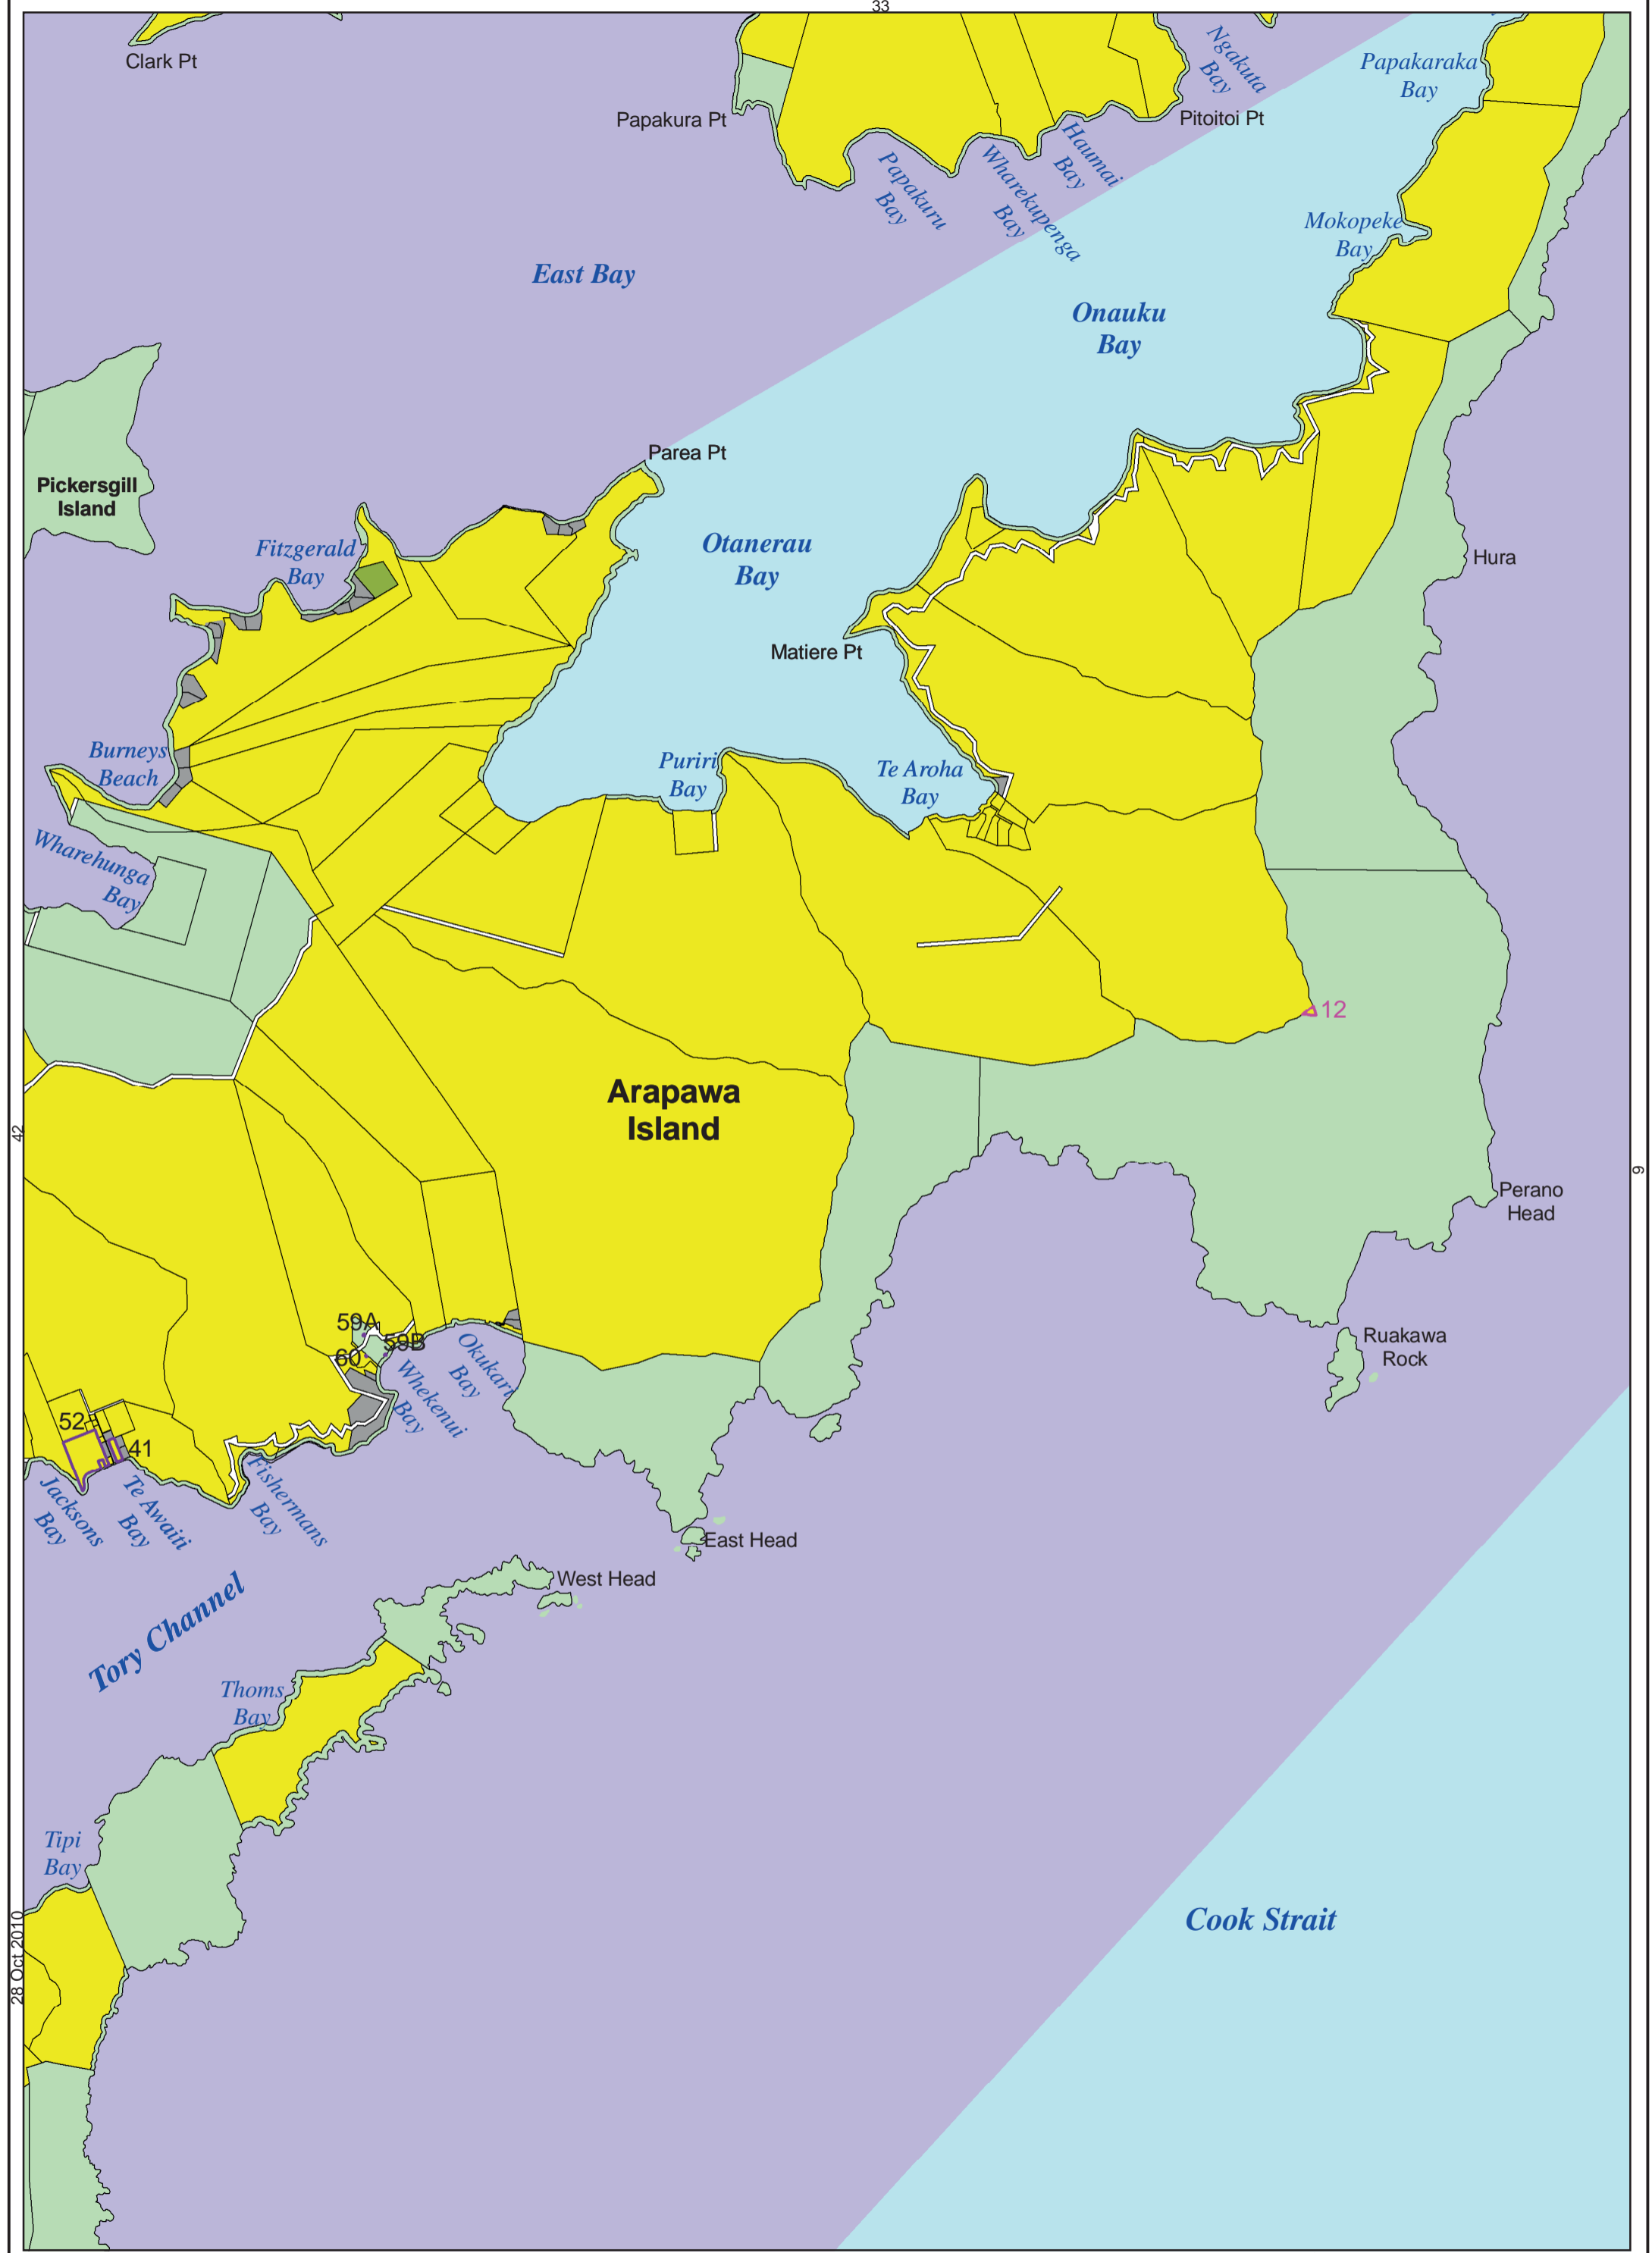 33
Clark Pt
Ngakuta
Bay
Papakaraka
Bay
Papakura Pt
Pitoitoi Pt
Papakuru
Bay
Wharekupenga
Bay
Haumai
Bay
Mokopeke
Bay
East Bay
Onauku
Bay
Parea Pt
Pickersgill
Island
Fitzgerald
Bay
Otanerau
Bay
Hura
Matiere Pt
Burneys
Beach
Puriri
Bay
Te Aroha
Bay
Wharehunga
Bay
12
Arapawa
Island
42
9
Perano
Head
59A
59B
60
Okukari
Bay
Whekenui
Bay
Ruakawa
Rock
52
41
Jacksons
Bay
Te Awaiti
Bay
Fishermans
Bay
East Head
West Head
Tory Channel
Thoms
Bay
Tipi
Bay
Cook Strait
28 Oct 2010